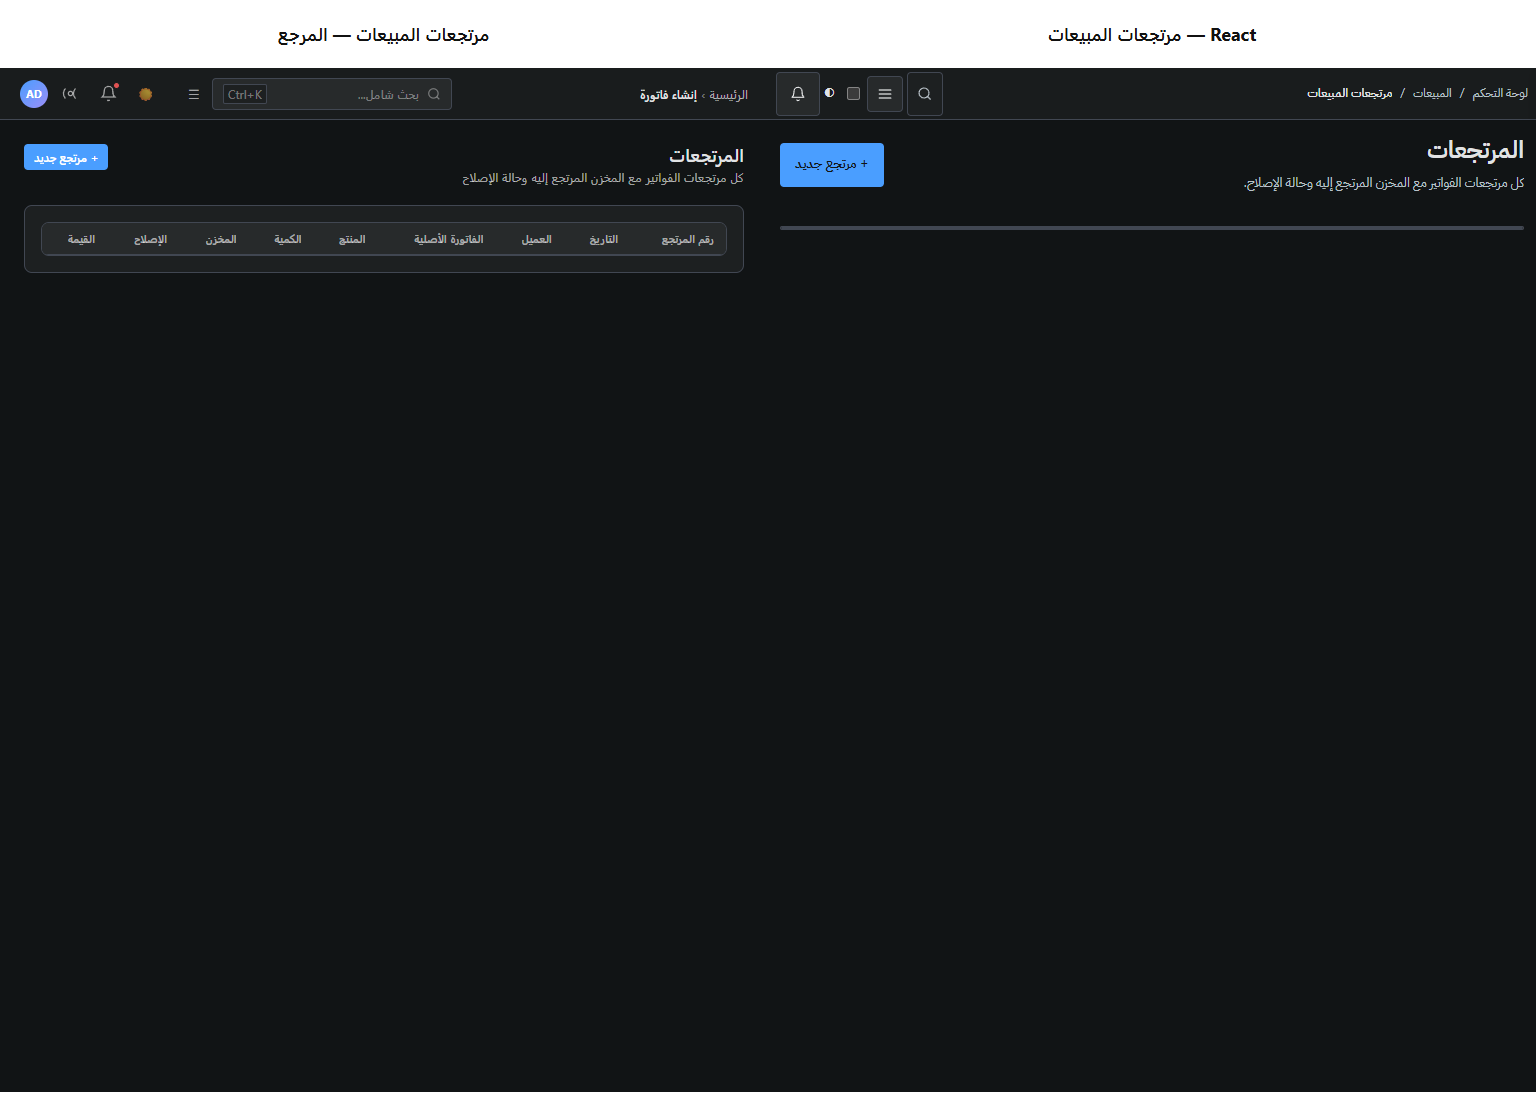 React — مرتجعات المبيعات
مرتجعات المبيعات — المرجع
لوحة التحكم / المبيعات / مرتجعات المبيعات
المرتجعات
كل مرتجعات الفواتير مع المخزن المرتجع إليه وحالة الإصلاح.
+ مرتجع جديد
الرئيسية › إنشاء فاتورة
بحث شامل...
Ctrl+K
AD
المرتجعات
كل مرتجعات الفواتير مع المخزن المرتجع إليه وحالة الإصلاح
+ مرتجع جديد
رقم المرتجع التاريخ العميل الفاتورة الأصلية المنتج الكمية المخزن الإصلاح القيمة